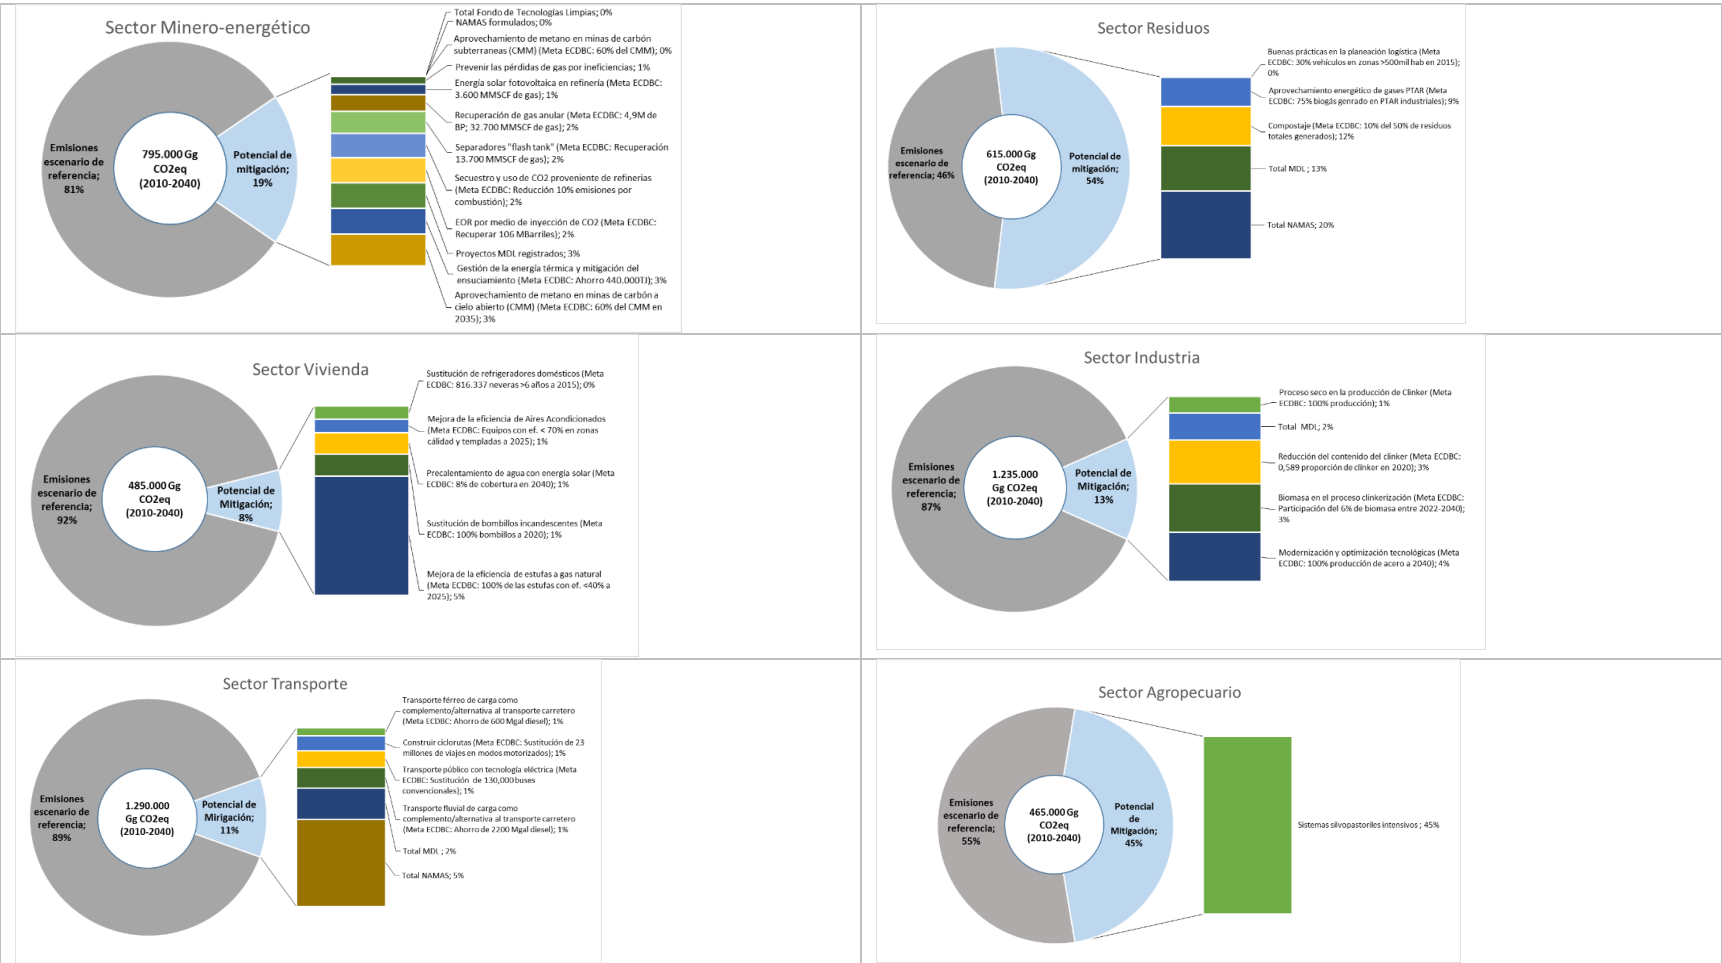 Sector Minero-energético
Emisiones
escenario de
referencia;
81%
795.000 Gg
CO2eq
(2010-2040)
Potencial de
mitigación;
19%
Total Fondo de Tecnologías Limpias; 0%
NAMAS formulados; 0%
Aprovechamiento de metano en minas de carbón
subterraneas (CMM) (Meta ECDBC: 60% del CMM); 0%
Prevenir las pérdidas de gas por ineficiencias; 1%
Energía solar fotovoltaica en refinería (Meta ECDBC:
3.600 MMSCF de gas); 1%
Recuperación de gas anular (Meta ECDBC: 4,9M de
BP; 32.700 MMSCF de gas); 2%
Separadores "flash tank" (Meta ECDBC: Recuperación
13.700 MMSCF de gas); 2%
Secuestro y uso de CO2 proveniente de refinerias
(Meta ECDBC: Reducción 10% emisiones por
combustión); 2%
EOR por medio de inyección de CO2 (Meta ECDBC:
Recuperar 106 MBarriles); 2%
Proyectos MDL registrados; 3%
Gestión de la energía térmica y mitigación del
ensuciamiento (Meta ECDBC: Ahorro 440.000TJ); 3%
Aprovechamiento de metano en minas de carbón a
cielo abierto (CMM) (Meta ECDBC: 60% del CMM en
2035); 3%
Sector Residuos
Emisiones
escenario de
referencia; 46%
615.000 Gg
CO2eq
(2010-2040)
Potencial de
mitigación;
54%
Buenas prácticas en la planeación logística (Meta
ECDBC: 30% vehículos en zonas >500mil hab en 2015);
0%
Aprovechamiento energético de gases PTAR (Meta
ECDBC: 75% biogás genrado en PTAR industriales); 9%
Compostaje (Meta ECDBC: 10% del 50% de residuos
totales generados); 12%
Total MDL ; 13%
Total NAMAS; 20%
Sector Vivienda
Emisiones
escenario de
referencia;
92%
485.000 Gg
CO2eq
(2010-2040)
Potencial de
Mitigación;
8%
Sustitución de refrigeradores domésticos (Meta
ECDBC: 816.337 neveras >6 años a 2015); 0%
Mejora de la eficiencia de Aires Acondicionados
(Meta ECDBC: Equipos con ef. < 70% en zonas
cálidad y templadas a 2025); 1%
Precalentamiento de agua con energía solar (Meta
ECDBC: 8% de cobertura en 2040); 1%
Sustitución de bombillos incandescentes (Meta
ECDBC: 100% bombillos a 2020); 1%
Mejora de la eficiencia de estufas a gas natural
(Meta ECDBC: 100% de las estufas con ef. <40% a
2025); 5%
Sector Industria
Emisiones
escenario de
referencia;
87%
1.235.000
Gg CO2eq
(2010-2040)
Potencial de
Mitigación;
13%
Proceso seco en la producción de Clinker (Meta
ECDBC: 100% producción); 1%
Total MDL; 2%
Reducción del contenido del clinker (Meta ECDBC:
0,589 proporción de clínker en 2020); 3%
Biomasa en el proceso clinkerización (Meta ECDBC:
Participación del 6% de biomasa entre 2022-2040);
3%
Modernización y optimización tecnológicas (Meta
ECDBC: 100% producción de acero a 2040); 4%
Sector Transporte
Emisiones
escenario de
referencia;
89%
1.290.000
Gg CO2eq
(2010-2040)
Potencial de
Mirigación;
11%
Transporte férreo de carga como
complemento/alternativa al transporte carretero
(Meta ECDBC: Ahorro de 600 Mgal diesel); 1%
Construir ciclorutas (Meta ECDBC: Sustitución de 23
millones de viajes en modos motorizados); 1%
Transporte público con tecnología eléctrica (Meta
ECDBC: Sustitución de 130,000 buses
convencionales); 1%
Transporte fluvial de carga como
complemento/alternativa al transporte carretero
(Meta ECDBC: Ahorro de 2200 Mgal diesel); 1%
Total MDL ; 2%
Total NAMAS; 5%
Sector Agropecuario
Emisiones
escenario de
referencia;
55%
465.000 Gg
CO2eq
(2010-2040)
Potencial
de
Mitigación;
45%
Sistemas silvopastoriles intensivos ; 45%